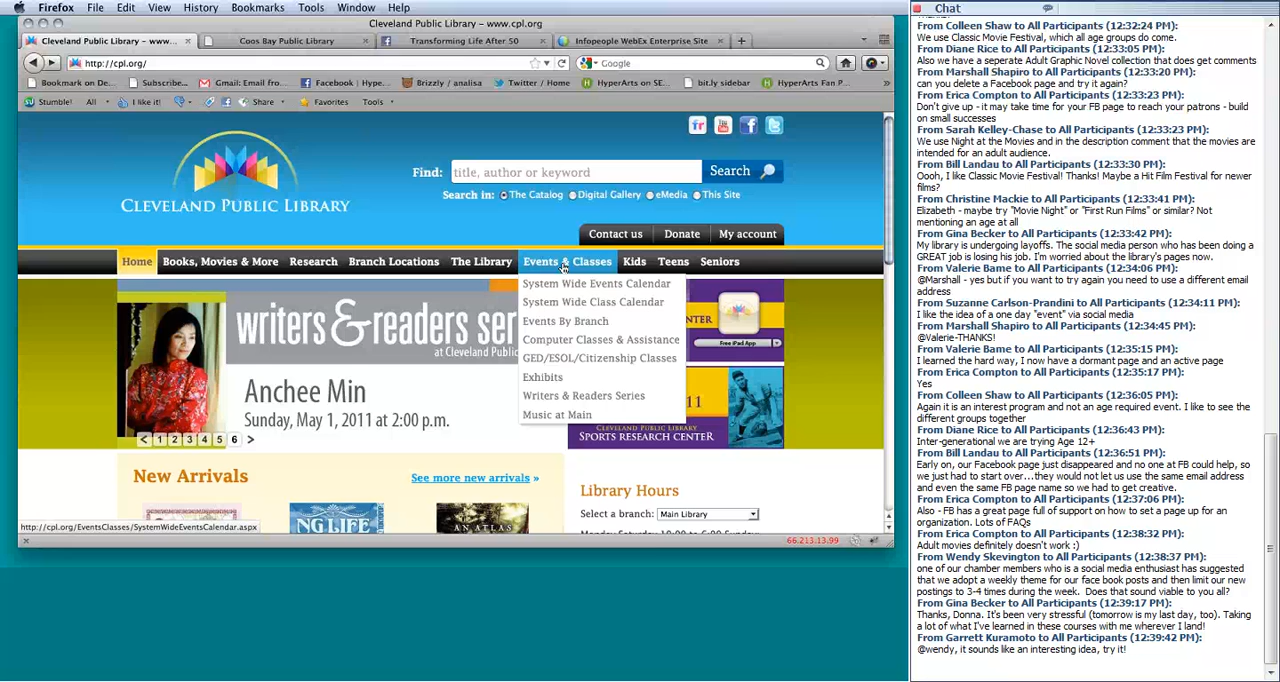 Firefox File Edit View History Bookmarks Tools Window Help
Cleveland Public Library - www.cpl.org
Cleveland Public Library - www... Coos Bay Public Library Transforming Life After 50 Infopeople WebEx Enterprise Site
http://cpl.org/ Google
Bookmark on De... Subscribe... Gmail: Email fro... Facebook | Hype... Brizzly / analisa Twitter / Home HyperArts on SE... bit.ly sidebar HyperArts Fan P...
Stumble! All I like it! Share Favorites Tools
CLEVELAND PUBLIC LIBRARY
Find: title, author or keyword Search
Search in: The Catalog Digital Gallery eMedia This Site
Contact us Donate My account
Home Books, Movies & More Research Branch Locations The Library Events & Classes Kids Teens Seniors
System Wide Events Calendar
System Wide Class Calendar
Events By Branch
Computer Classes & Assistance
GED/ESOL/Citizenship Classes
Exhibits
Writers & Readers Series
Music at Main
writers & readers ser
at Cleveland Publ
Anchee Min
Sunday, May 1, 2011 at 2:00 p.m.
< 1 2 3 4 5 6 >
NTER
Free iPad App
11
CLEVELAND PUBLIC LIBRARY
SPORTS RESEARCH CENTER
New Arrivals See more new arrivals »
NG LIFE
AN ATLAS
Library Hours
Select a branch: Main Library
http://cpl.org/EventsClasses/SystemWideEventsCalendar.aspx
66.213.13.99
Chat
From Colleen Shaw to All Participants (12:32:24 PM):
We use Classic Movie Festival, which all age groups do come.
From Diane Rice to All Participants (12:33:05 PM):
Also we have a seperate Adult Graphic Novel collection that does get comments
From Marshall Shapiro to All Participants (12:33:20 PM):
can you delete a Facebook page and try it again?
From Erica Compton to All Participants (12:33:23 PM):
Don't give up - it may take time for your FB page to reach your patrons - build
on small successes
From Sarah Kelley-Chase to All Participants (12:33:23 PM):
We use Night at the Movies and in the description comment that the movies are
intended for an adult audience.
From Bill Landau to All Participants (12:33:30 PM):
Oooh, I like Classic Movie Festival! Thanks! Maybe a Hit Film Festival for newer
films?
From Christine Mackie to All Participants (12:33:41 PM):
Elizabeth - maybe try "Movie Night" or "First Run Films" or similar? Not
mentioning an age at all
From Gina Becker to All Participants (12:33:42 PM):
My library is undergoing layoffs. The social media person who has been doing a
GREAT job is losing his job. I'm worried about the library's pages now.
From Valerie Bame to All Participants (12:34:06 PM):
@Marshall - yes but if you want to try again you need to use a different email
address
From Suzanne Carlson-Prandini to All Participants (12:34:11 PM):
I like the idea of a one day "event" via social media
From Marshall Shapiro to All Participants (12:34:45 PM):
@Valerie-THANKS!
From Valerie Bame to All Participants (12:35:15 PM):
I learned the hard way, I now have a dormant page and an active page
From Erica Compton to All Participants (12:35:17 PM):
Yes
From Colleen Shaw to All Participants (12:36:05 PM):
Again it is an interest program and not an age required event. I like to see the
different groups together
From Diane Rice to All Participants (12:36:43 PM):
Inter-generational we are trying Age 12+
From Bill Landau to All Participants (12:36:51 PM):
Early on, our Facebook page just disappeared and no one at FB could help, so
we just had to start over...they would not let us use the same email address
and even the same FB page name so we had to get creative.
From Erica Compton to All Participants (12:37:06 PM):
Also - FB has a great page full of support on how to set a page up for an
organization. Lots of FAQs
From Erica Compton to All Participants (12:38:32 PM):
Adult movies definitely doesn't work :)
From Wendy Skevington to All Participants (12:38:37 PM):
one of our chamber members who is a social media enthusiast has suggested
that we adopt a weekly theme for our face book posts and then limit our new
postings to 3-4 times during the week. Does that sound viable to you all?
From Gina Becker to All Participants (12:39:17 PM):
Thanks, Donna. It's been very stressful (tomorrow is my last day, too). Taking
a lot of what I've learned in these courses with me wherever I land!
From Garrett Kuramoto to All Participants (12:39:42 PM):
@wendy, it sounds like an interesting idea, try it!